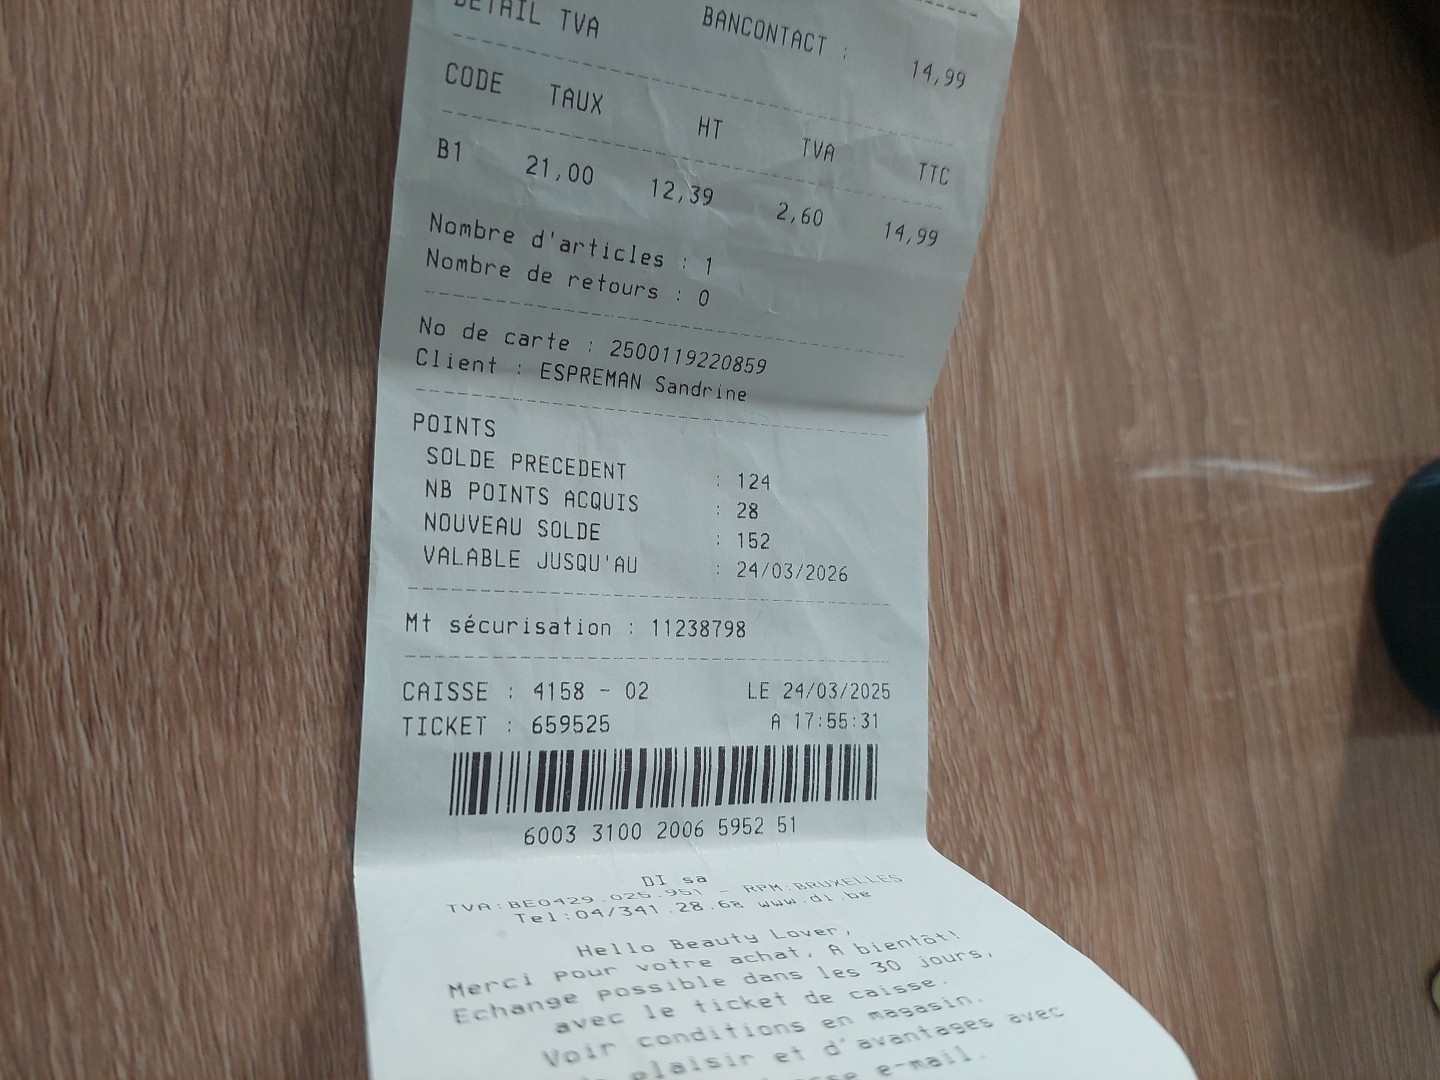 BANCONTACT : 14,99
DETAIL TVA
CODE TAUX HT TVA TTC
B1 21,00 12,39 2,60 14,99
Nombre d'articles : 1
Nombre de retours : 0
No de carte : 2500119220859
Client : ESPREMAN Sandrine
POINTS
SOLDE PRECEDENT : 124
NB POINTS ACQUIS : 28
NOUVEAU SOLDE : 152
VALABLE JUSQU'AU : 24/03/2026
Mt sécurisation : 11238798
CAISSE : 4158 - 02 LE 24/03/2025
TICKET : 659525 A 17:55:31
6003 3100 2006 5952 51
DI sa
TVA:BE0429.025.951 - RPM:BRUXELLES
Tel:04/341.28.68 www.di.be
Hello Beauty Lover,
Merci pour votre achat, A bientôt!
Echange possible dans les 30 jours,
avec le ticket de caisse.
Voir conditions en magasin.
plaisir et d'avantages avec
e-mail.